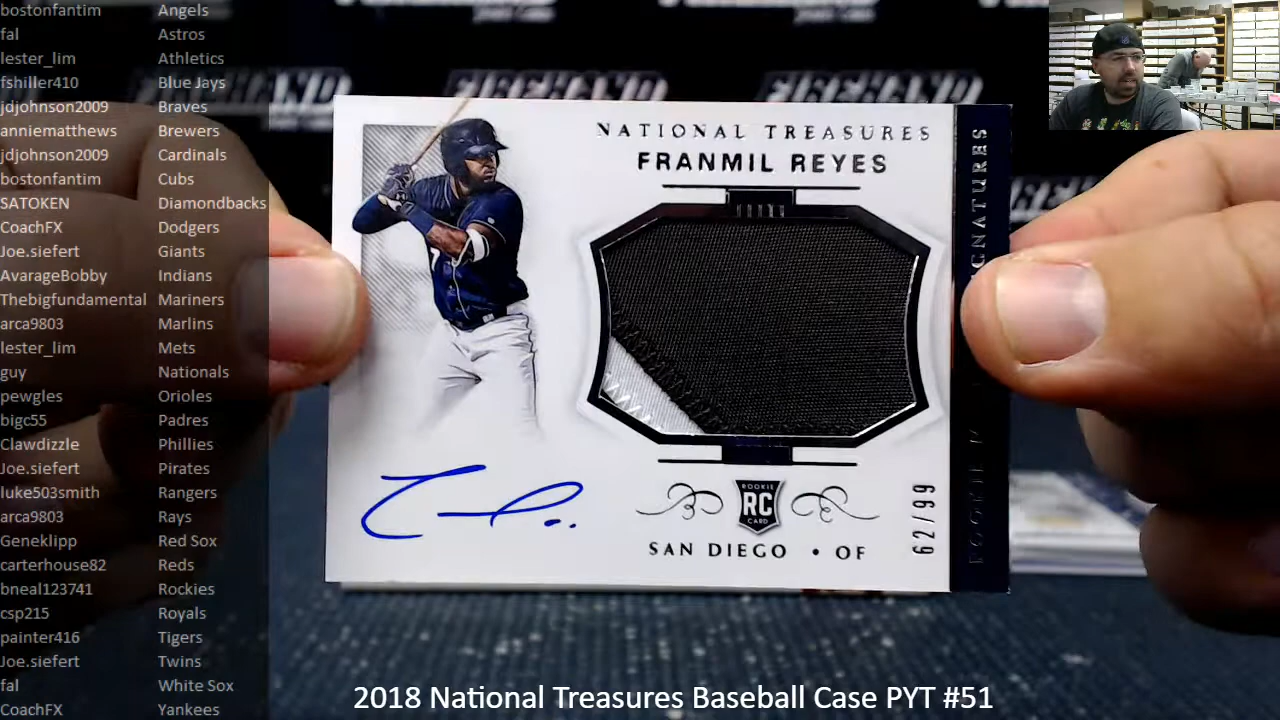 bostonfantim Angels
fal Astros
lester_lim Athletics
fshiller410 Blue Jays
jdjohnson2009 Braves
anniematthews Brewers
jdjohnson2009 Cardinals
bostonfantim Cubs
SATOKEN Diamondbacks
CoachFX Dodgers
Joe.siefert Giants
AvarageBobby Indians
Thebigfundamental Mariners
arca9803 Marlins
lester_lim Mets
guy Nationals
pewgles Orioles
bigc55 Padres
Clawdizzle Phillies
Joe.siefert Pirates
luke503smith Rangers
arca9803 Rays
Geneklipp Red Sox
carterhouse82 Reds
bneal123741 Rockies
csp215 Royals
painter416 Tigers
Joe.siefert Twins
fal White Sox
CoachFX Yankees
NATIONAL TREASURES
FRANMIL REYES
ROOKIE
RC
CARD
SAN DIEGO • OF
62/99
2018 National Treasures Baseball Case PYT #51